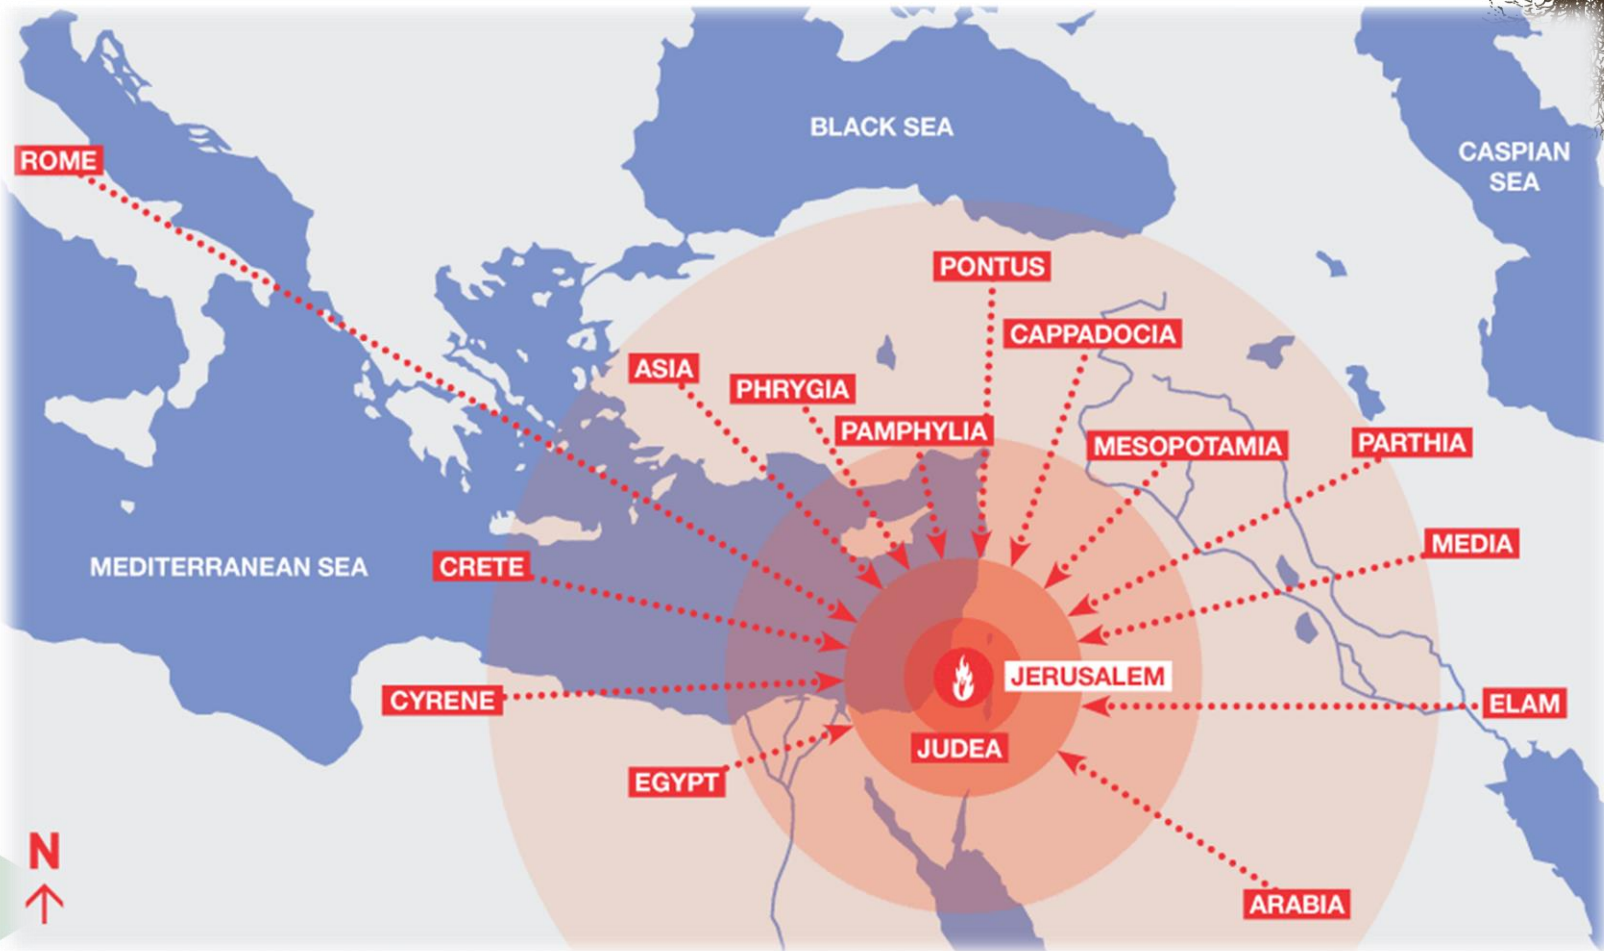 BLACK SEA
CASPIAN
SEA
ROME
PONTUS
CAPPADOCIA
ASIA
PHRYGIA
PAMPHYLIA
MESOPOTAMIA
PARTHIA
MEDIA
MEDITERRANEAN SEA
CRETE
JERUSALEM
CYRENE
ELAM
JUDEA
EGYPT
N
ARABIA